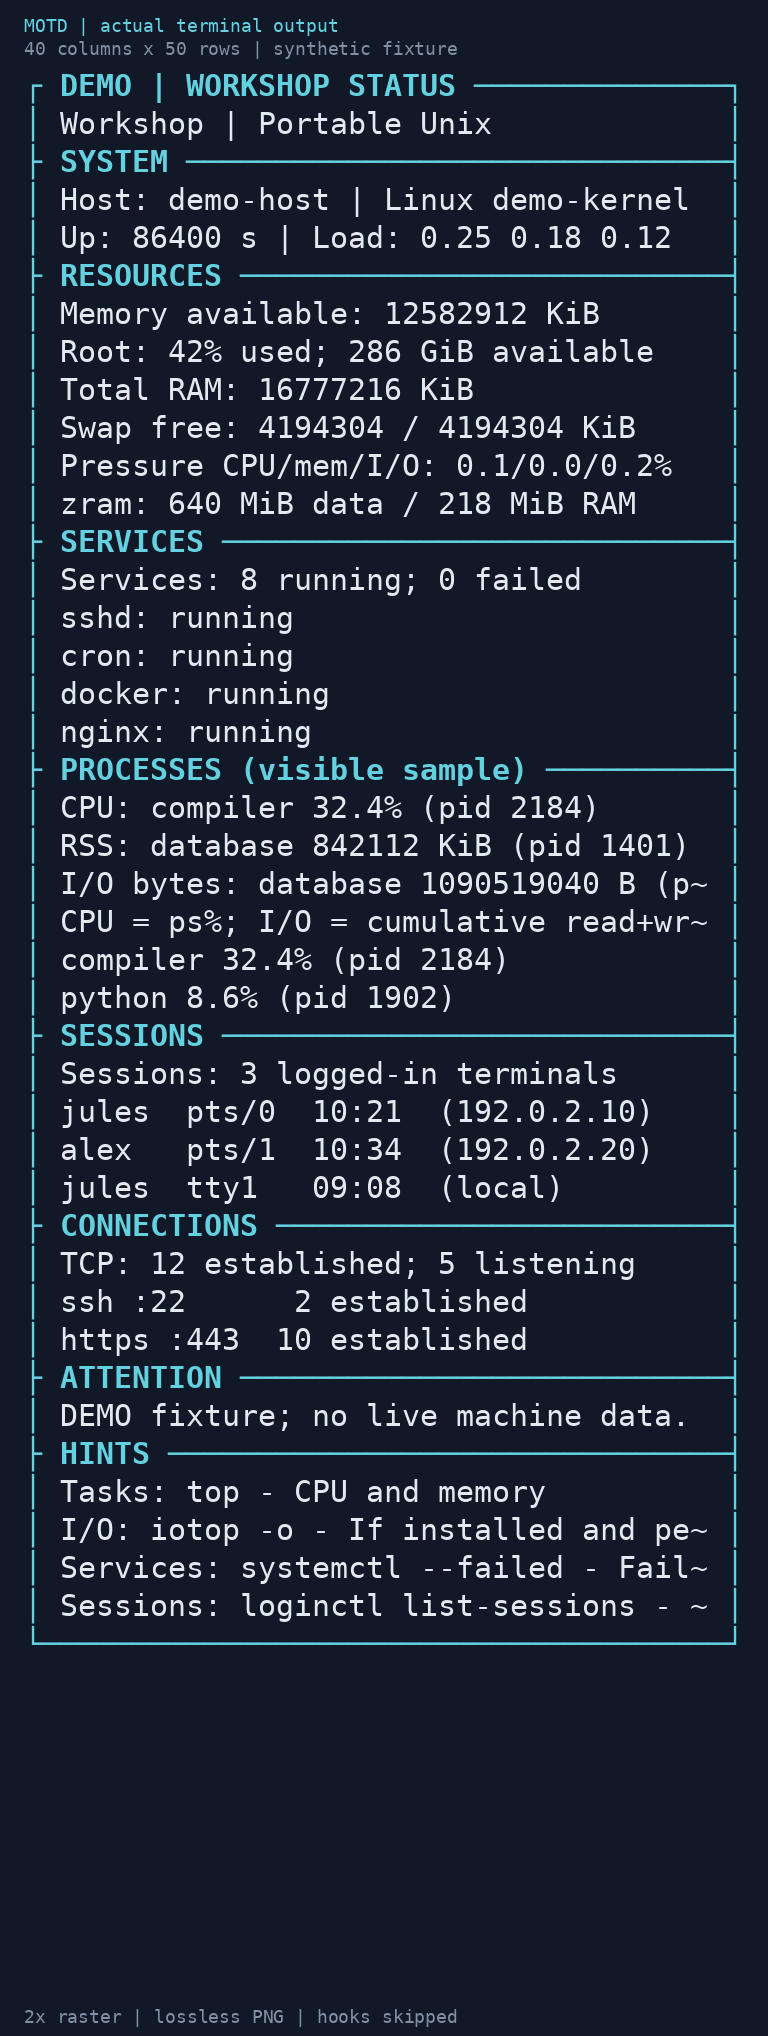 MOTD | actual terminal output
40 columns x 50 rows | synthetic fixture
DEMO | WORKSHOP STATUS
Workshop | Portable Unix
SYSTEM
Host: demo-host | Linux demo-kernel
Up: 86400 s | Load: 0.25 0.18 0.12
RESOURCES
Memory available: 12582912 KiB
Root: 42% used; 286 GiB available
Total RAM: 16777216 KiB
Swap free: 4194304 / 4194304 KiB
Pressure CPU/mem/I/O: 0.1/0.0/0.2%
zram: 640 MiB data / 218 MiB RAM
SERVICES
Services: 8 running; 0 failed
sshd: running
cron: running
docker: running
nginx: running
PROCESSES (visible sample)
CPU: compiler 32.4% (pid 2184)
RSS: database 842112 KiB (pid 1401)
I/O bytes: database 1090519040 B (p~
CPU = ps%; I/O = cumulative read+wr~
compiler 32.4% (pid 2184)
python 8.6% (pid 1902)
SESSIONS
Sessions: 3 logged-in terminals
jules  pts/0  10:21  (192.0.2.10)
alex   pts/1  10:34  (192.0.2.20)
jules  tty1   09:08  (local)
CONNECTIONS
TCP: 12 established; 5 listening
ssh :22      2 established
https :443  10 established
ATTENTION
DEMO fixture; no live machine data.
HINTS
Tasks: top - CPU and memory
I/O: iotop -o - If installed and pe~
Services: systemctl --failed - Fail~
Sessions: loginctl list-sessions - ~
2x raster | lossless PNG | hooks skipped